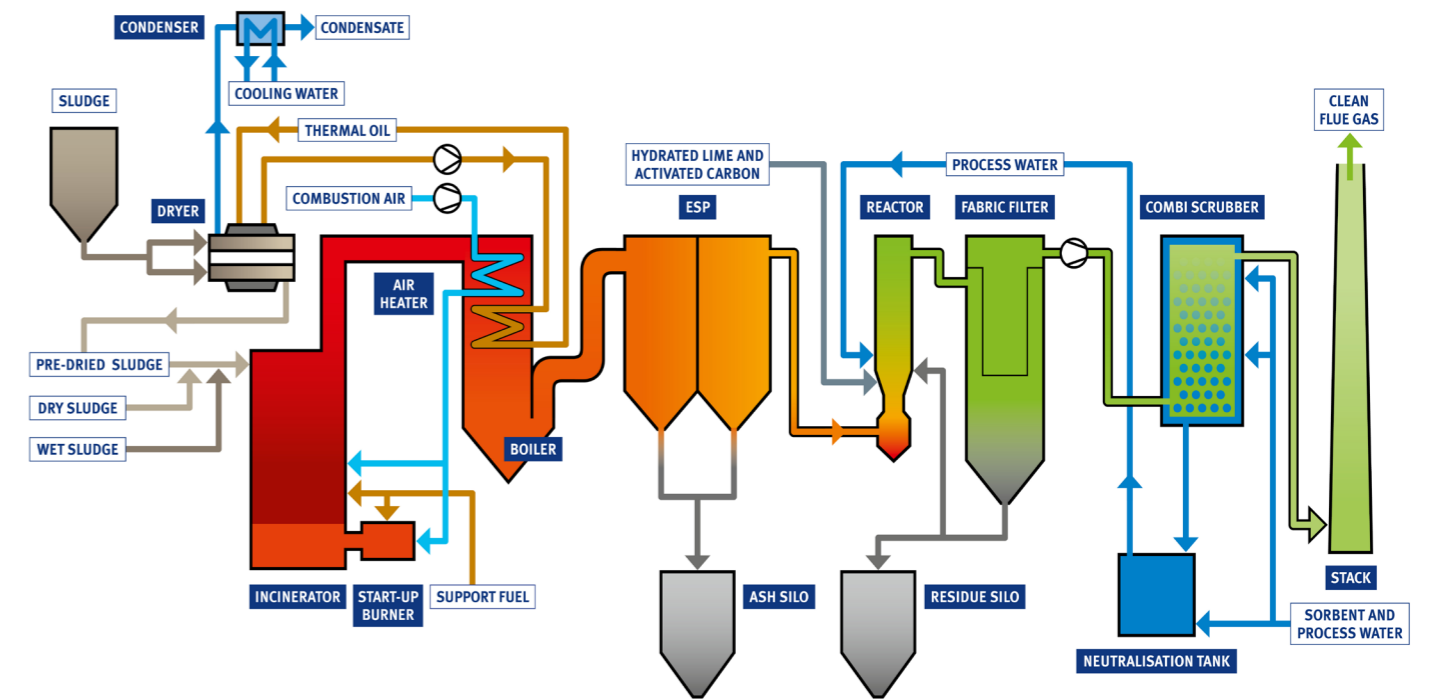 CONDENSER
CONDENSATE
COOLING WATER
SLUDGE
THERMAL OIL
COMBUSTION AIR
DRYER
AIR
HEATER
PRE-DRIED SLUDGE
DRY SLUDGE
WET SLUDGE
BOILER
INCINERATOR
START-UP
BURNER
SUPPORT FUEL
HYDRATED LIME AND
ACTIVATED CARBON
ESP
PROCESS WATER
REACTOR
FABRIC FILTER
COMBI SCRUBBER
CLEAN
FLUE GAS
ASH SILO
RESIDUE SILO
STACK
SORBENT AND
PROCESS WATER
NEUTRALISATION TANK